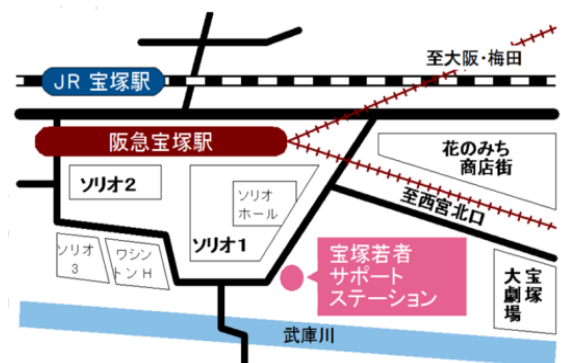 至大阪・梅田
JR 宝塚駅
阪急宝塚駅
花のみち
商店街
ソリオ2
ソリオ
ホール
至西宮北口
ソリオ1
ソリオ
3
ワシン
トンH
宝塚若者
サポート
ステーション
宝塚
大劇場
武庫川